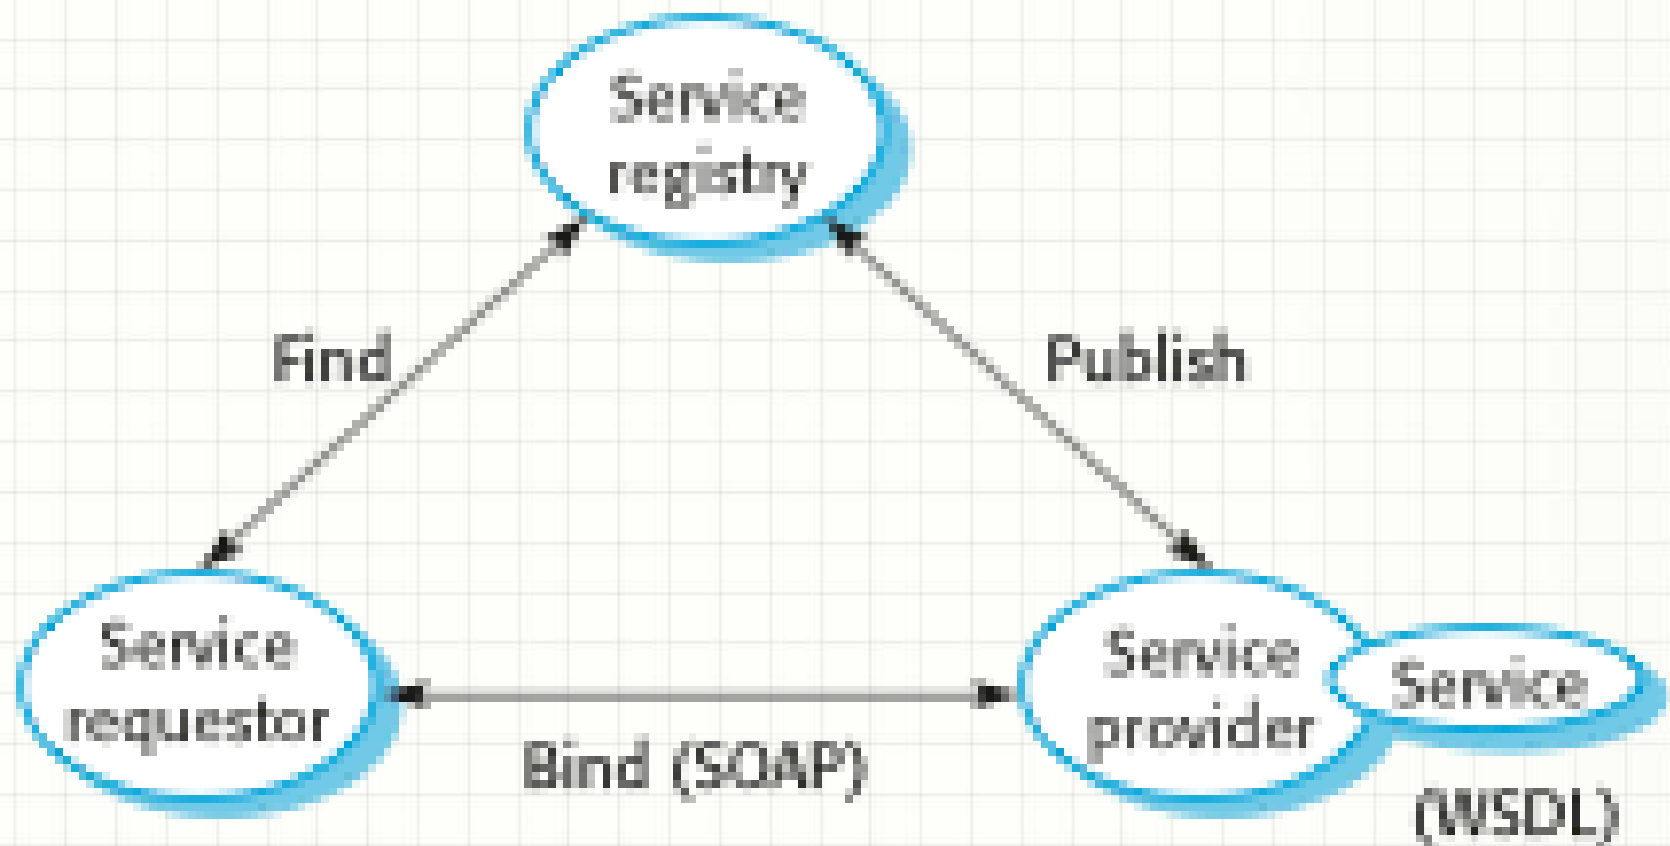 Service
registry
Find
Publish
Service
requestor
Service
provider
Service
Bind (SOAP)
(WSDL)